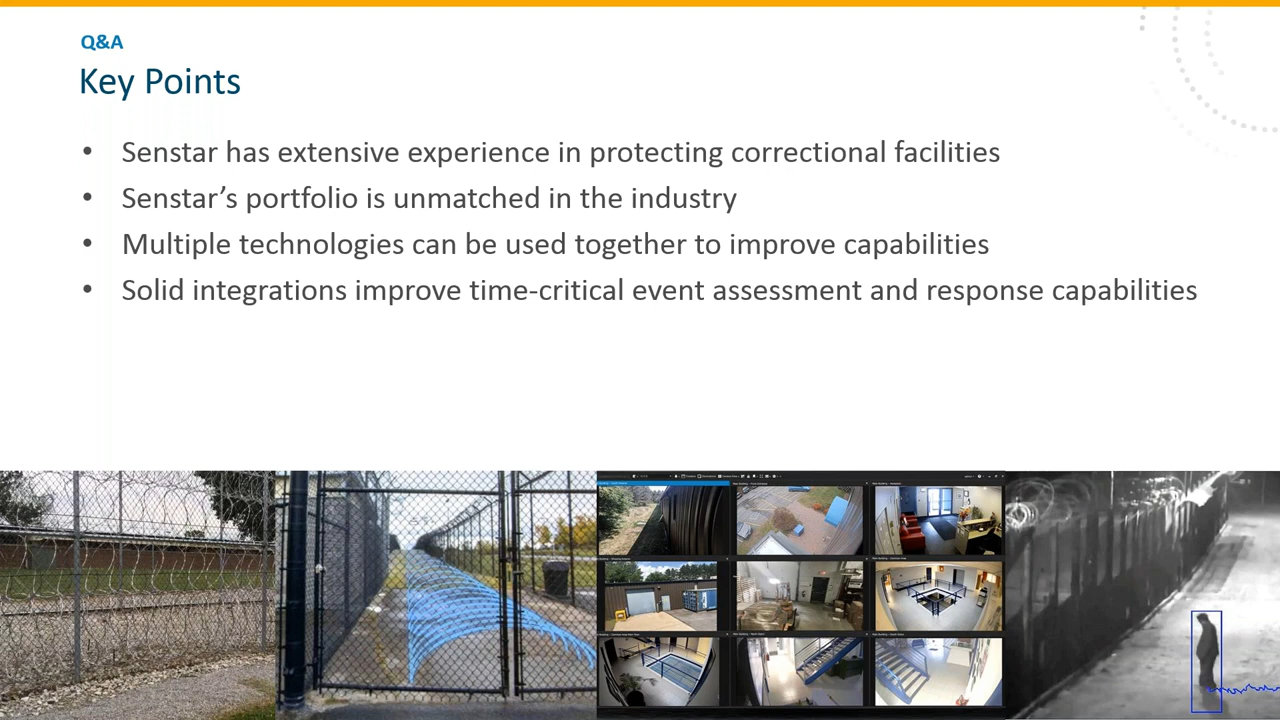 Q&A
Key Points
• Senstar has extensive experience in protecting correctional facilities
• Senstar’s portfolio is unmatched in the industry
• Multiple technologies can be used together to improve capabilities
• Solid integrations improve time-critical event assessment and response capabilities